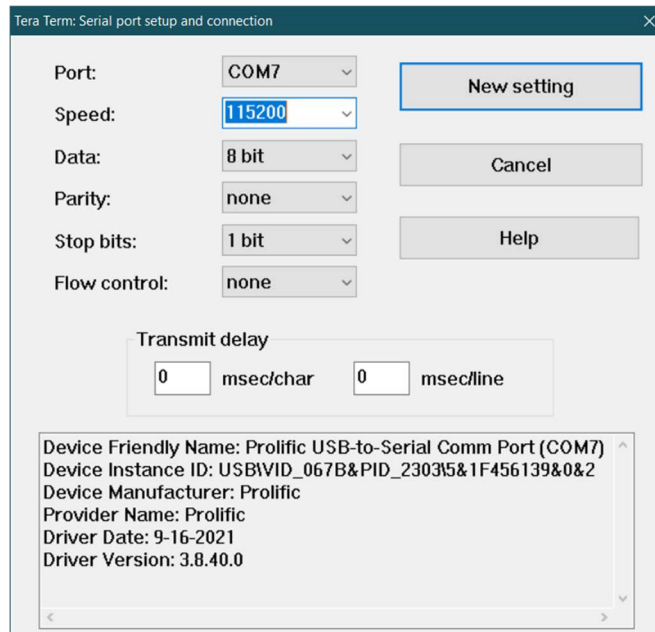 Tera Term: Serial port setup and connection
Port: COM7
New setting
Speed: 115200
Data: 8 bit
Cancel
Parity: none
Stop bits: 1 bit
Help
Flow control: none
Transmit delay
0 msec/char 0 msec/line
Device Friendly Name: Prolific USB-to-Serial Comm Port (COM7)
Device Instance ID: USB\VID_067B&PID_2303\5&1F456139&0&2
Device Manufacturer: Prolific
Provider Name: Prolific
Driver Date: 9-16-2021
Driver Version: 3.8.40.0